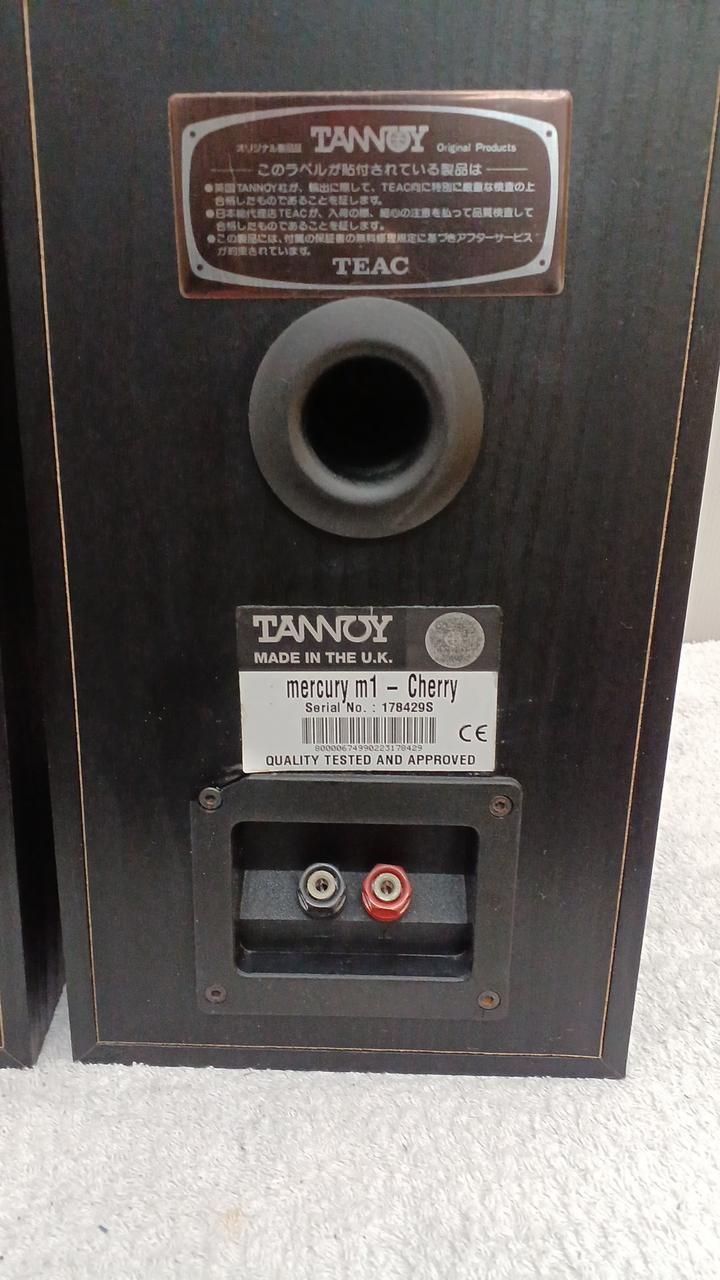 オリジナル製品証 TANNOY Original Products
このラベルが貼付されている製品は
●英国TANNOY社が、輸出に際して、TEAC向に特別に厳重な検査の上
合格したものであることを証します。
●日本総代理店TEACが、入荷の際、細心の注意を払って品質検査して
合格したものであることを証します。
●この製品には、付属の保証書の無料修理規定に基づきアフターサービス
が約束されています。
TEAC
TANNOY
MADE IN THE U.K.
mercury m1 – Cherry
Serial No. : 178429S
80000674990223178429
CE
QUALITY TESTED AND APPROVED